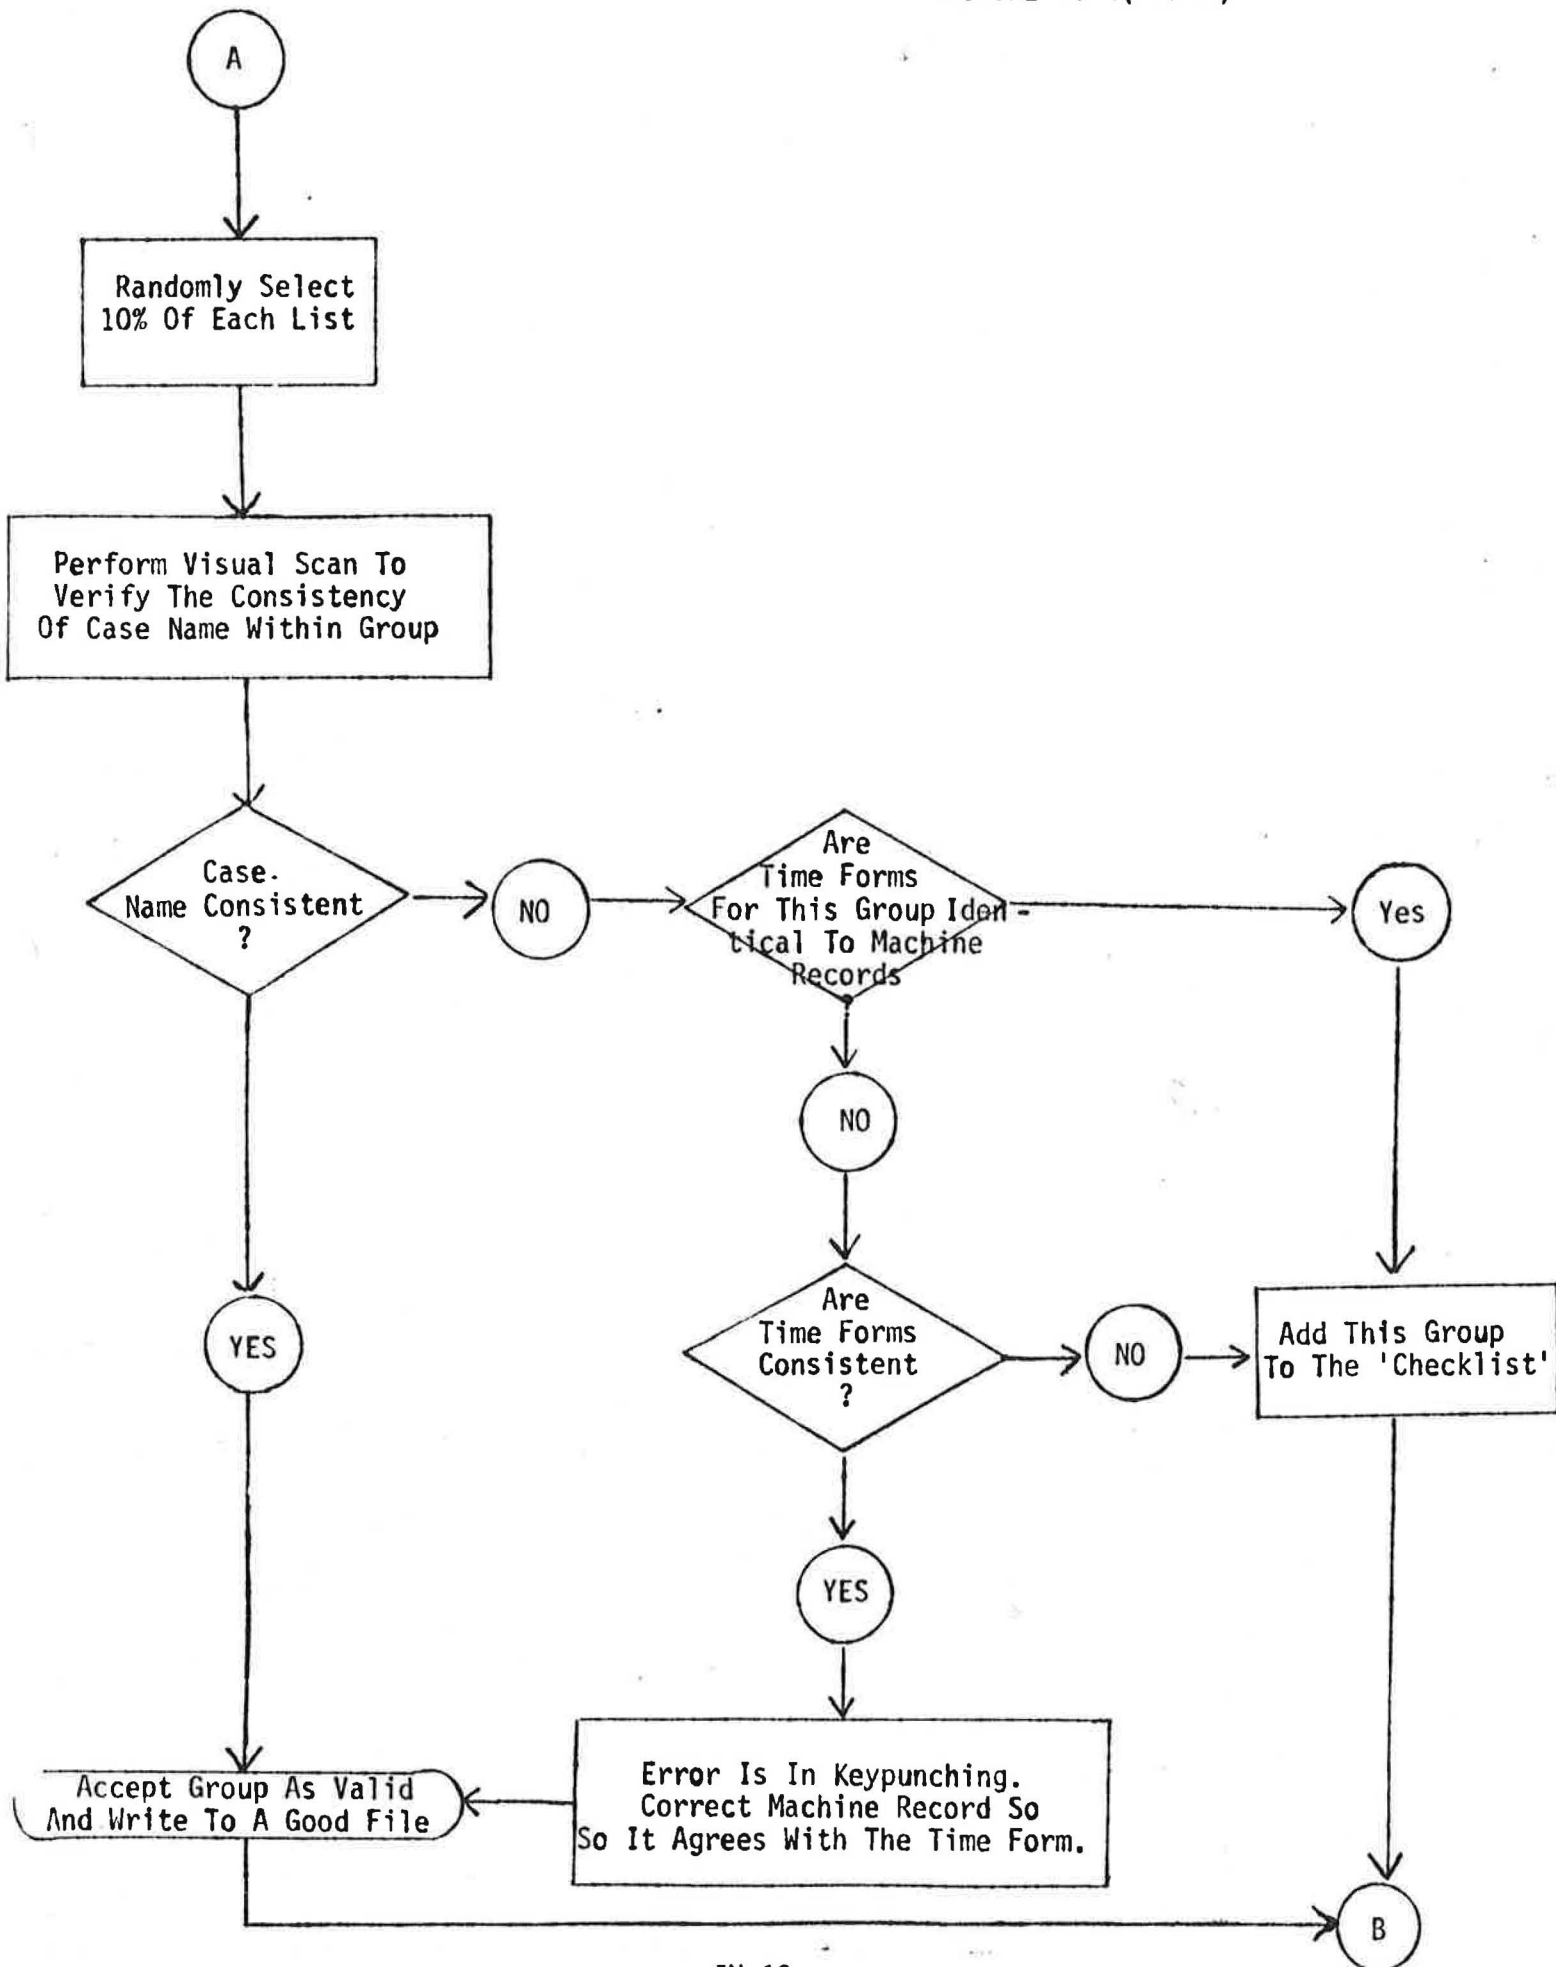 A
Randomly Select
10% Of Each List
Perform Visual Scan To
Verify The Consistency
Of Case Name Within Group
Case.
Name Consistent
?
NO
Are
Time Forms
For This Group Iden -
tical To Machine
Records
Yes
NO
YES
Are
Time Forms
Consistent
?
NO
Add This Group
To The 'Checklist'
YES
Accept Group As Valid
And Write To A Good File
Error Is In Keypunching.
Correct Machine Record So
So It Agrees With The Time Form.
B